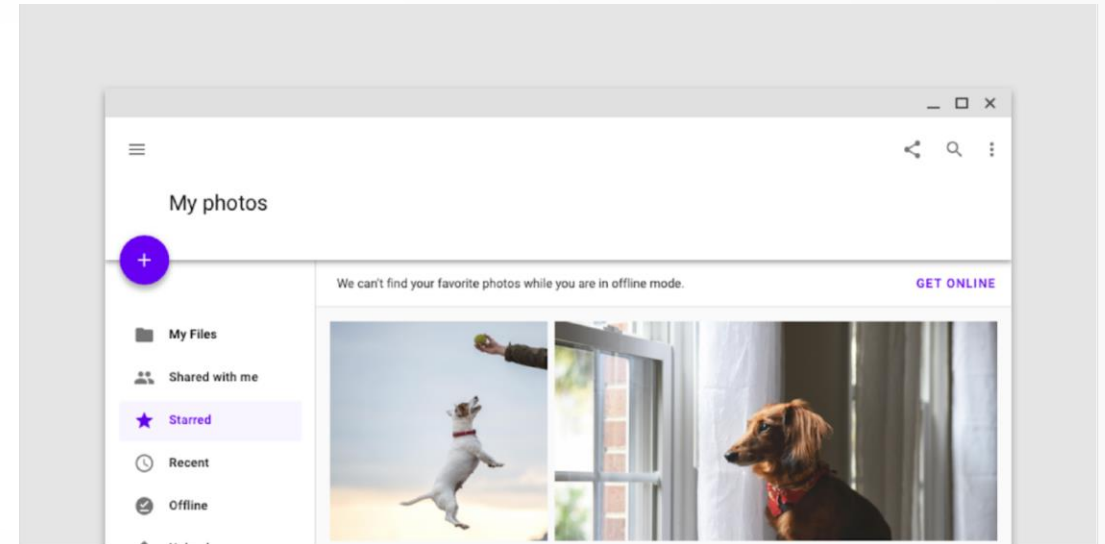 My photos
We can't find your favorite photos while you are in offline mode.
GET ONLINE
My Files
Shared with me
Starred
Recent
Offline